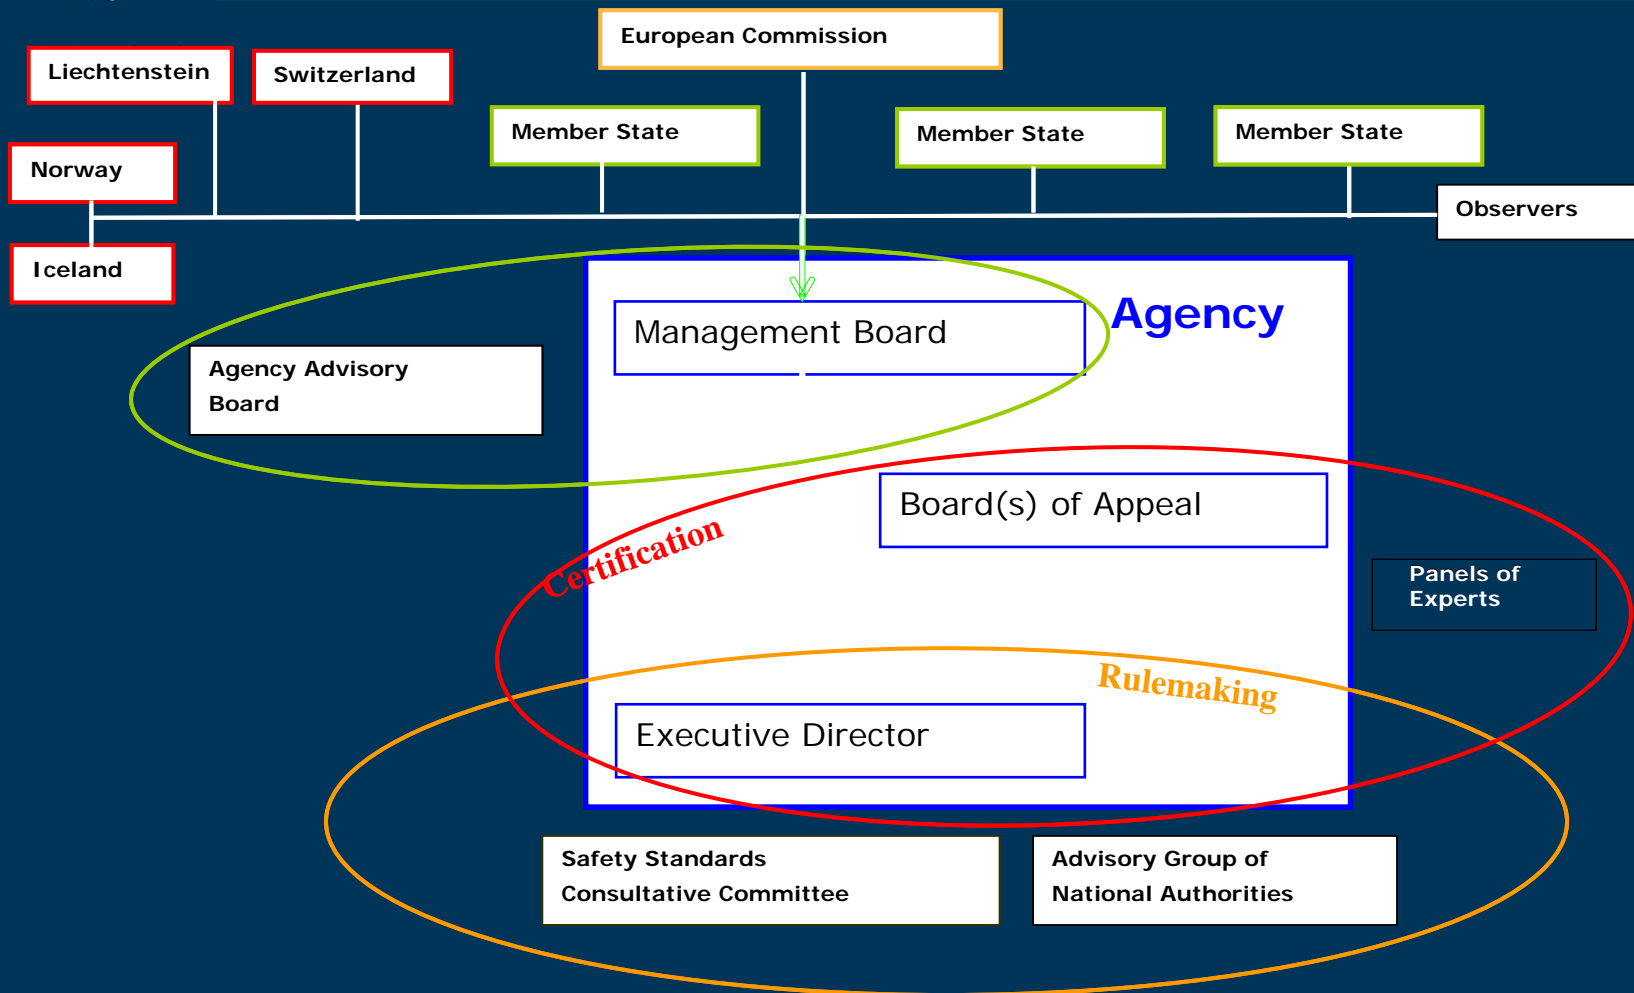 European Commission
Liechtenstein
Switzerland
Member State
Member State
Member State
Norway
Observers
Iceland
Agency
Management Board
Agency Advisory
Board
Board(s) of Appeal
Certification
Panels of
Experts
Rulemaking
Executive Director
Safety Standards
Consultative Committee
Advisory Group of
National Authorities